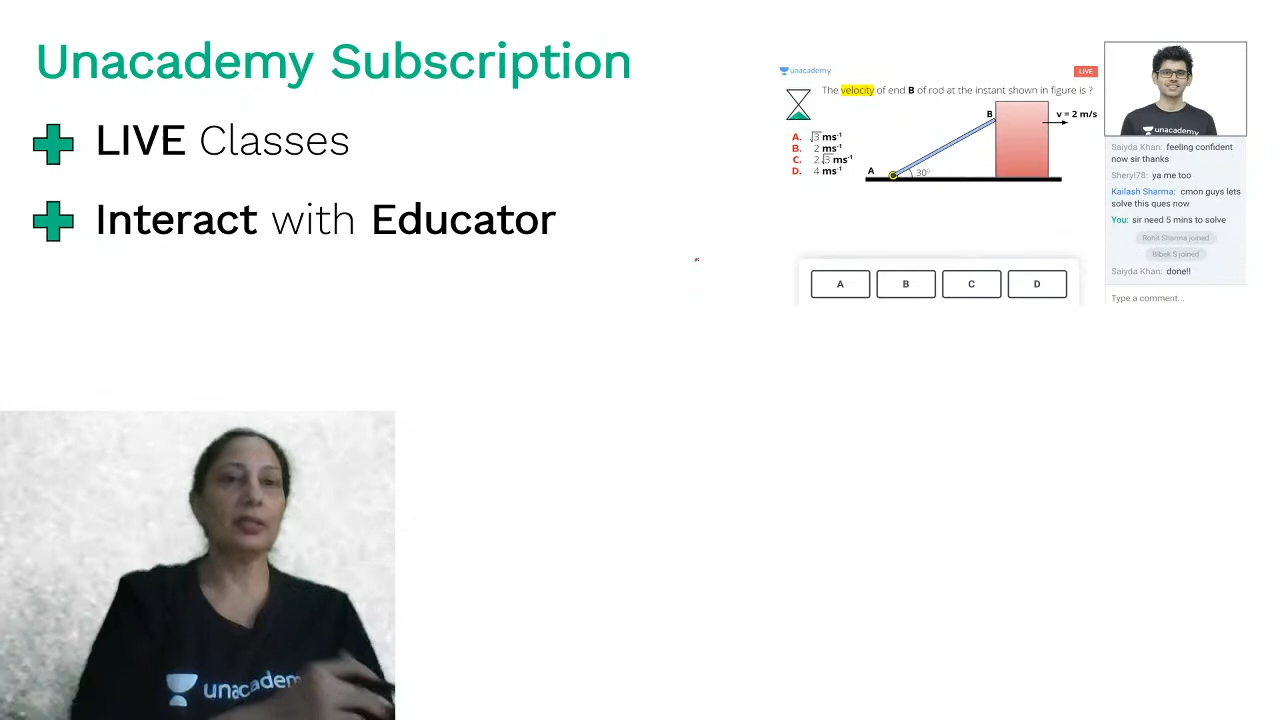 Unacademy Subscription
LIVE Classes
Interact with Educator
unacademy
LIVE
The velocity of end B of rod at the instant shown in figure is ?
A. √3 ms⁻¹
B. 2 ms⁻¹
C. 2√3 ms⁻¹
D. 4 ms⁻¹
B
v = 2 m/s
A
30⁰
A B C D
unacademy
Saiyda Khan: feeling confident
now sir thanks
Sheryl78: ya me too
Kailash Sharma: cmon guys lets
solve this ques now
You: sir need 5 mins to solve
Rohit Sharma joined
Bibek S joined
Saiyda Khan: done!!
Type a comment...
unacadem